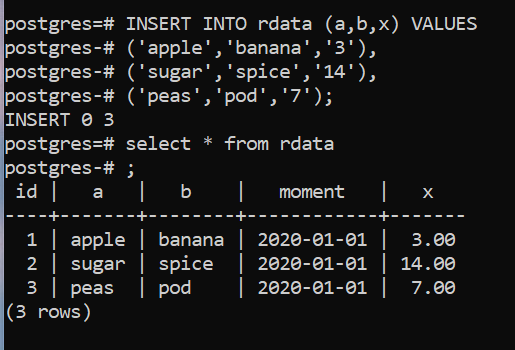 postgres=# INSERT INTO rdata (a,b,x) VALUES
postgres-# ('apple','banana','3'),
postgres-# ('sugar','spice','14'),
postgres-# ('peas','pod','7');
INSERT 0 3
postgres=# select * from rdata
postgres-# ;
 id |   a   |   b    |   moment   |   x
----+-------+--------+------------+-------
  1 | apple | banana | 2020-01-01 |  3.00
  2 | sugar | spice  | 2020-01-01 | 14.00
  3 | peas  | pod    | 2020-01-01 |  7.00
(3 rows)